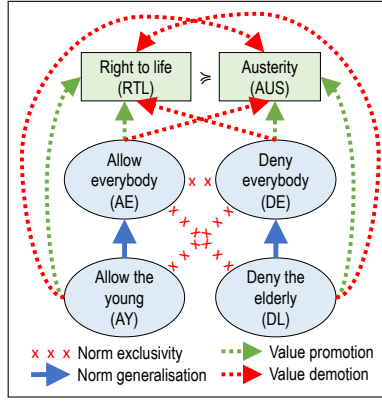 Right to life
(RTL)
≽
Austerity
(AUS)
Allow
everybody
(AE)
x x
Deny
everybody
(DE)
Allow the
young
(AY)
Deny the
elderly
(DL)
x x x Norm exclusivity
Value promotion
Norm generalisation
Value demotion